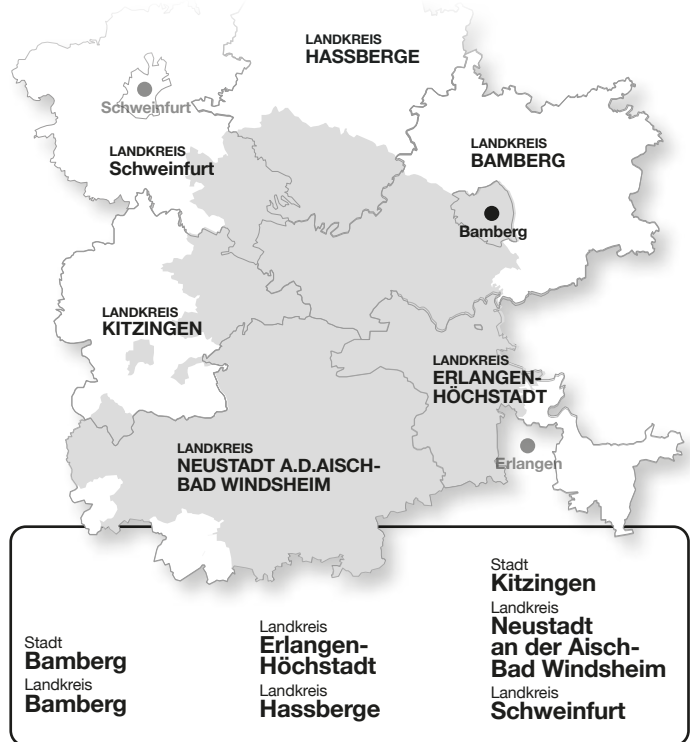 LANDKREIS
HASSBERGE
Schweinfurt
LANDKREIS
Schweinfurt
LANDKREIS
BAMBERG
Bamberg
LANDKREIS
KITZINGEN
LANDKREIS
ERLANGEN-
HÖCHSTADT
LANDKREIS
NEUSTADT A.D.AISCH-
BAD WINDSHEIM
Erlangen
Stadt
Bamberg
Landkreis
Bamberg
Landkreis
Erlangen-
Höchstadt
Landkreis
Hassberge
Stadt
Kitzingen
Landkreis
Neustadt
an der Aisch-
Bad Windsheim
Landkreis
Schweinfurt